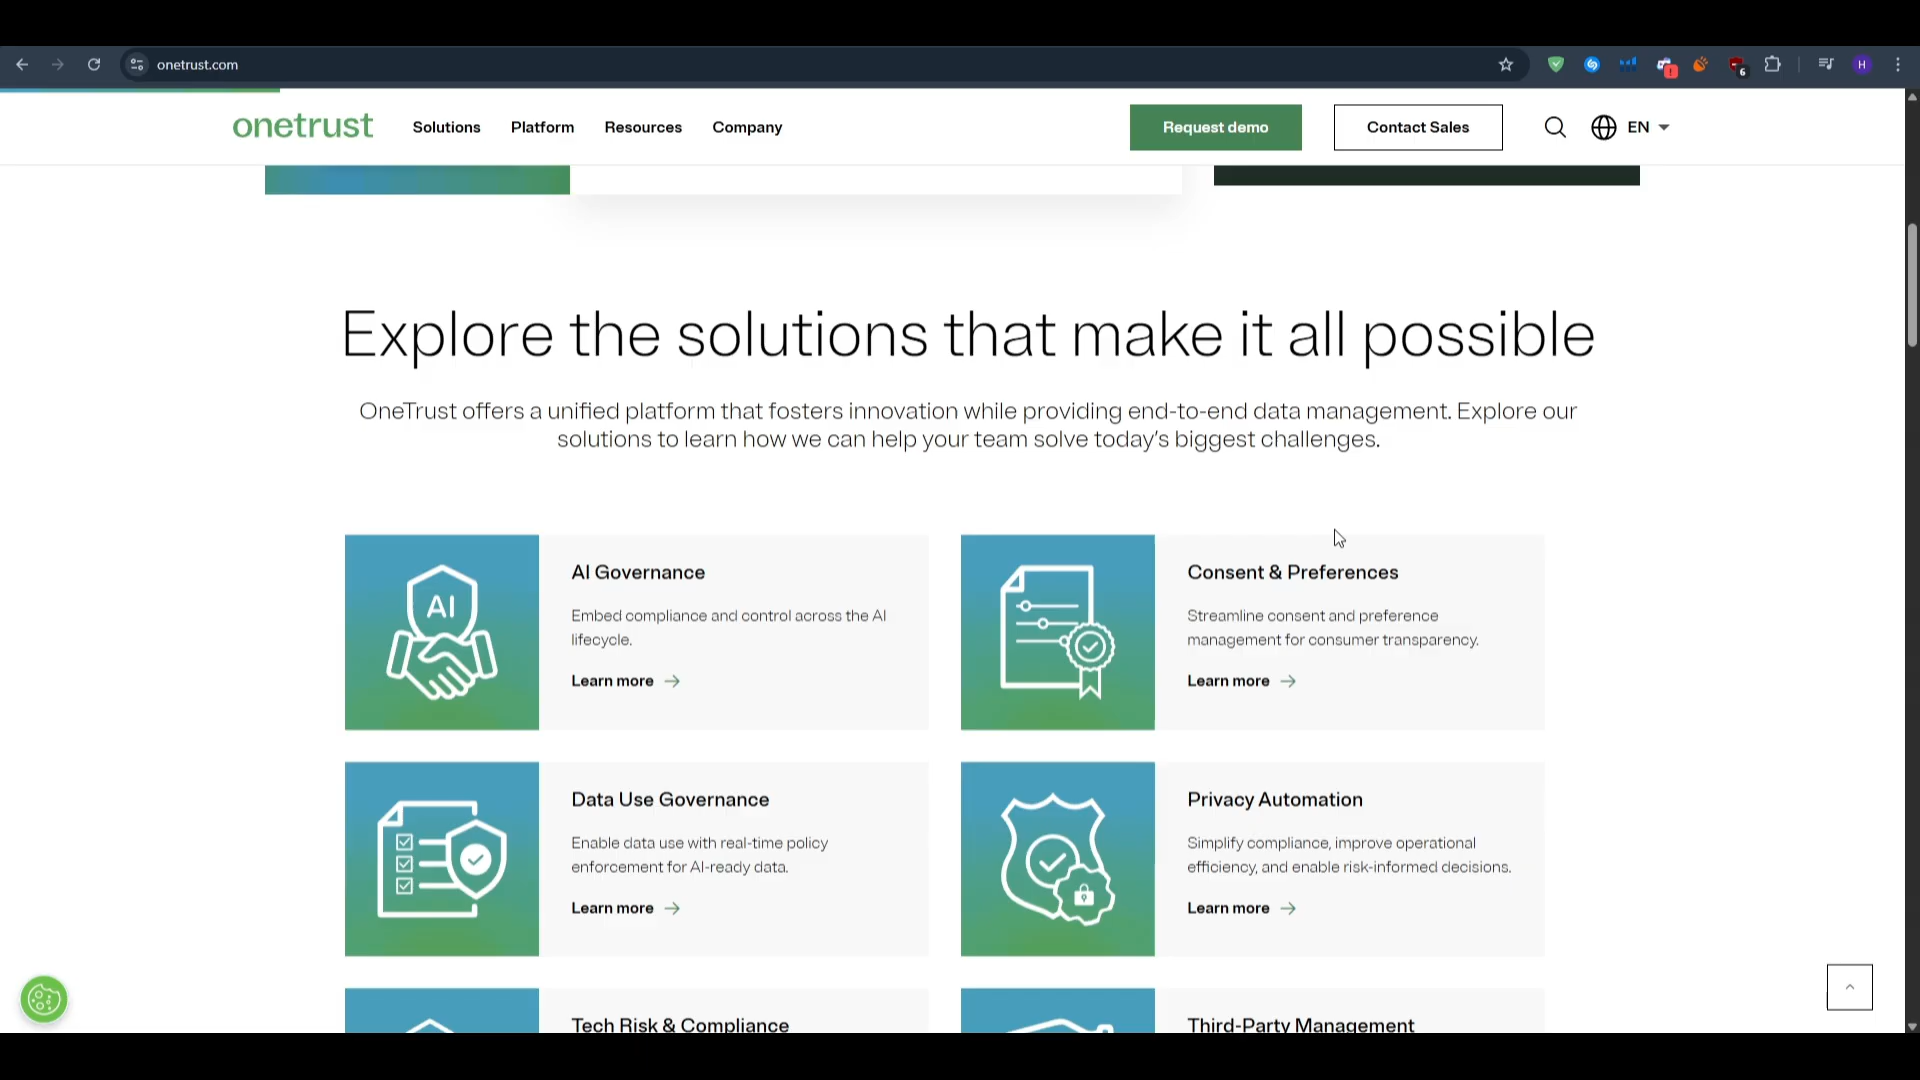 onetrust.com
6
H
onetrust
Solutions
Platform
Resources
Company
Request demo
Contact Sales
EN
Explore the solutions that make it all possible
OneTrust offers a unified platform that fosters innovation while providing end-to-end data management. Explore our
solutions to learn how we can help your team solve today's biggest challenges.
AI
AI Governance
Embed compliance and control across the AI
lifecycle.
Learn more
Consent & Preferences
Streamline consent and preference
management for consumer transparency.
Learn more
Data Use Governance
Enable data use with real-time policy
enforcement for AI-ready data.
Learn more
Privacy Automation
Simplify compliance, improve operational
efficiency, and enable risk-informed decisions.
Learn more
Tech Risk & Compliance
Third-Party Management